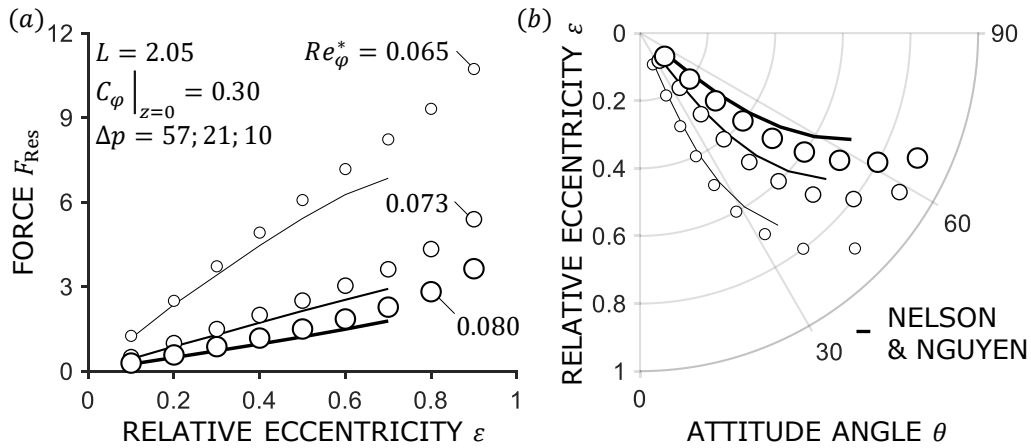 (a)
12
9
6
3
0
FORCE F_Res
L = 2.05
C_φ|_{z=0} = 0.30
Δp = 57; 21; 10
Re*_φ = 0.065
0.073
0.080
0 0.2 0.4 0.6 0.8 1
RELATIVE ECCENTRICITY ε
(b)
0
0.2
0.4
0.6
0.8
1
RELATIVE ECCENTRICITY ε
90
60
30
0
NELSON
& NGUYEN
ATTITUDE ANGLE θ